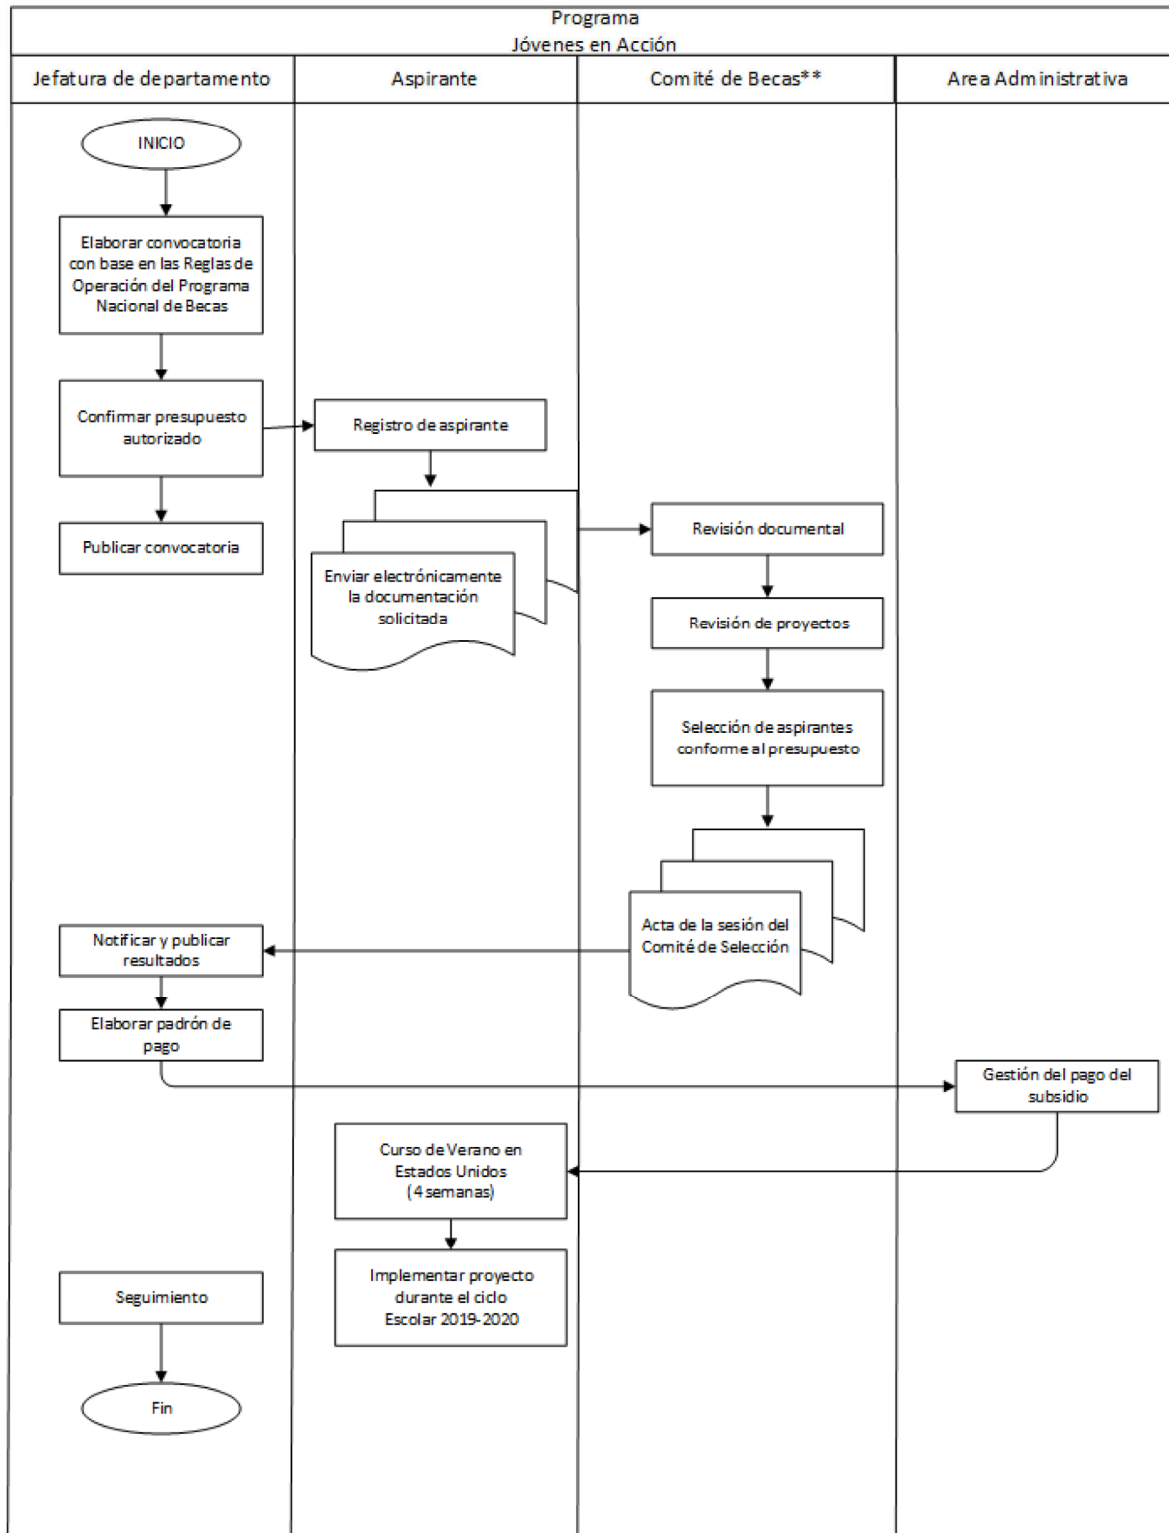 Programa
Jóvenes en Acción
Jefatura de departamento
Aspirante
Comité de Becas**
Area Administrativa
INICIO
Elaborar convocatoria
con base en las Reglas de
Operación del Programa
Nacional de Becas
Confirmar presupuesto
autorizado
Registro de aspirante
Publicar convocatoria
Enviar electrónicamente
la documentación
solicitada
Revisión documental
Revisión de proyectos
Selección de aspirantes
conforme al presupuesto
Acta de la sesión del
Comité de Selección
Notificar y publicar
resultados
Elaborar padrón de
pago
Gestión del pago del
subsidio
Curso de Verano en
Estados Unidos
(4 semanas)
Implementar proyecto
durante el ciclo
Escolar 2019-2020
Seguimiento
Fin